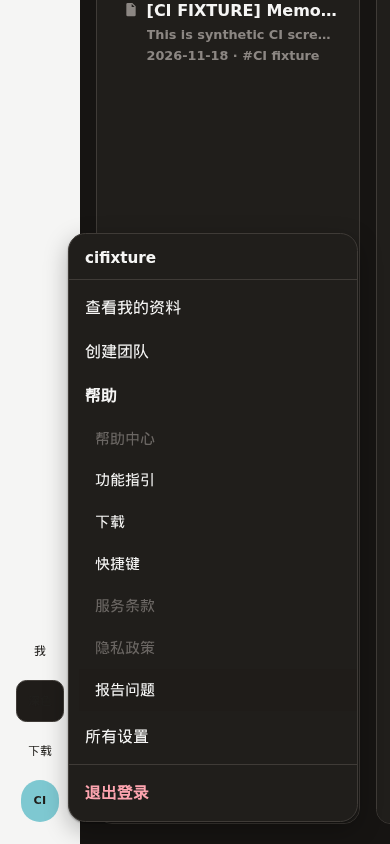 [CI FIXTURE] Memo…
This is synthetic CI scre…
2026-11-18 · #CI fixture
cifixture
查看我的资料
创建团队
帮助
帮助中心
功能指引
下载
快捷键
服务条款
隐私政策
报告问题
所有设置
退出登录
我
下载
CI